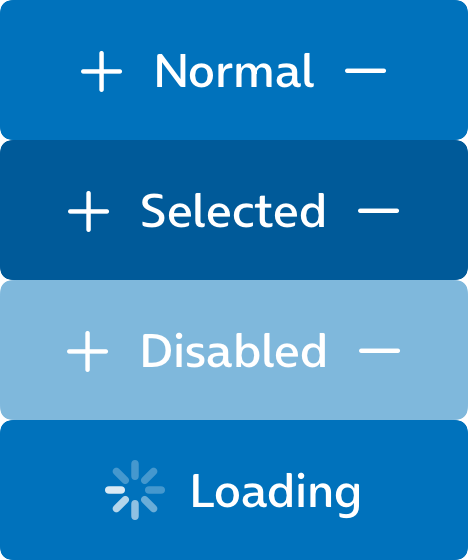 + Normal −
+ Selected −
+ Disabled −
Loading